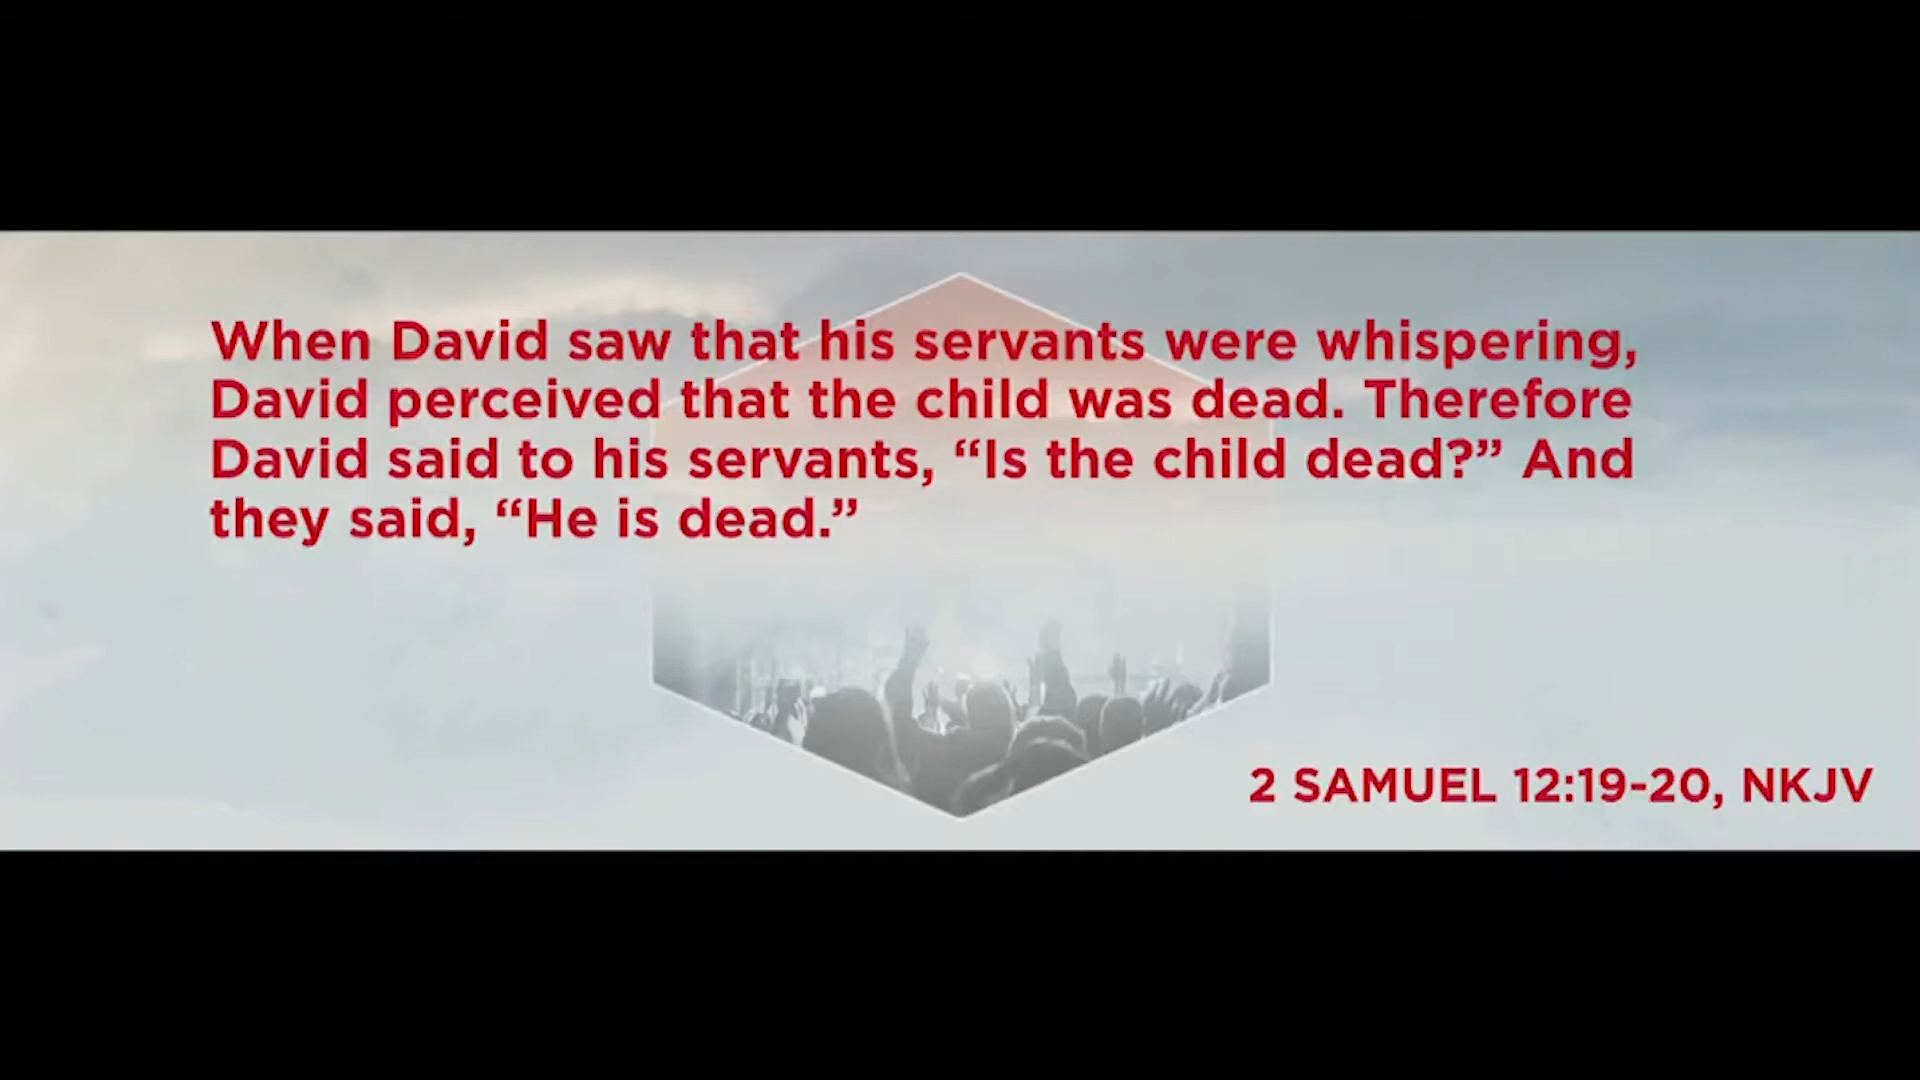 When David saw that his servants were whispering,
David perceived that the child was dead. Therefore
David said to his servants, “Is the child dead?” And
they said, “He is dead.”
2 SAMUEL 12:19-20, NKJV